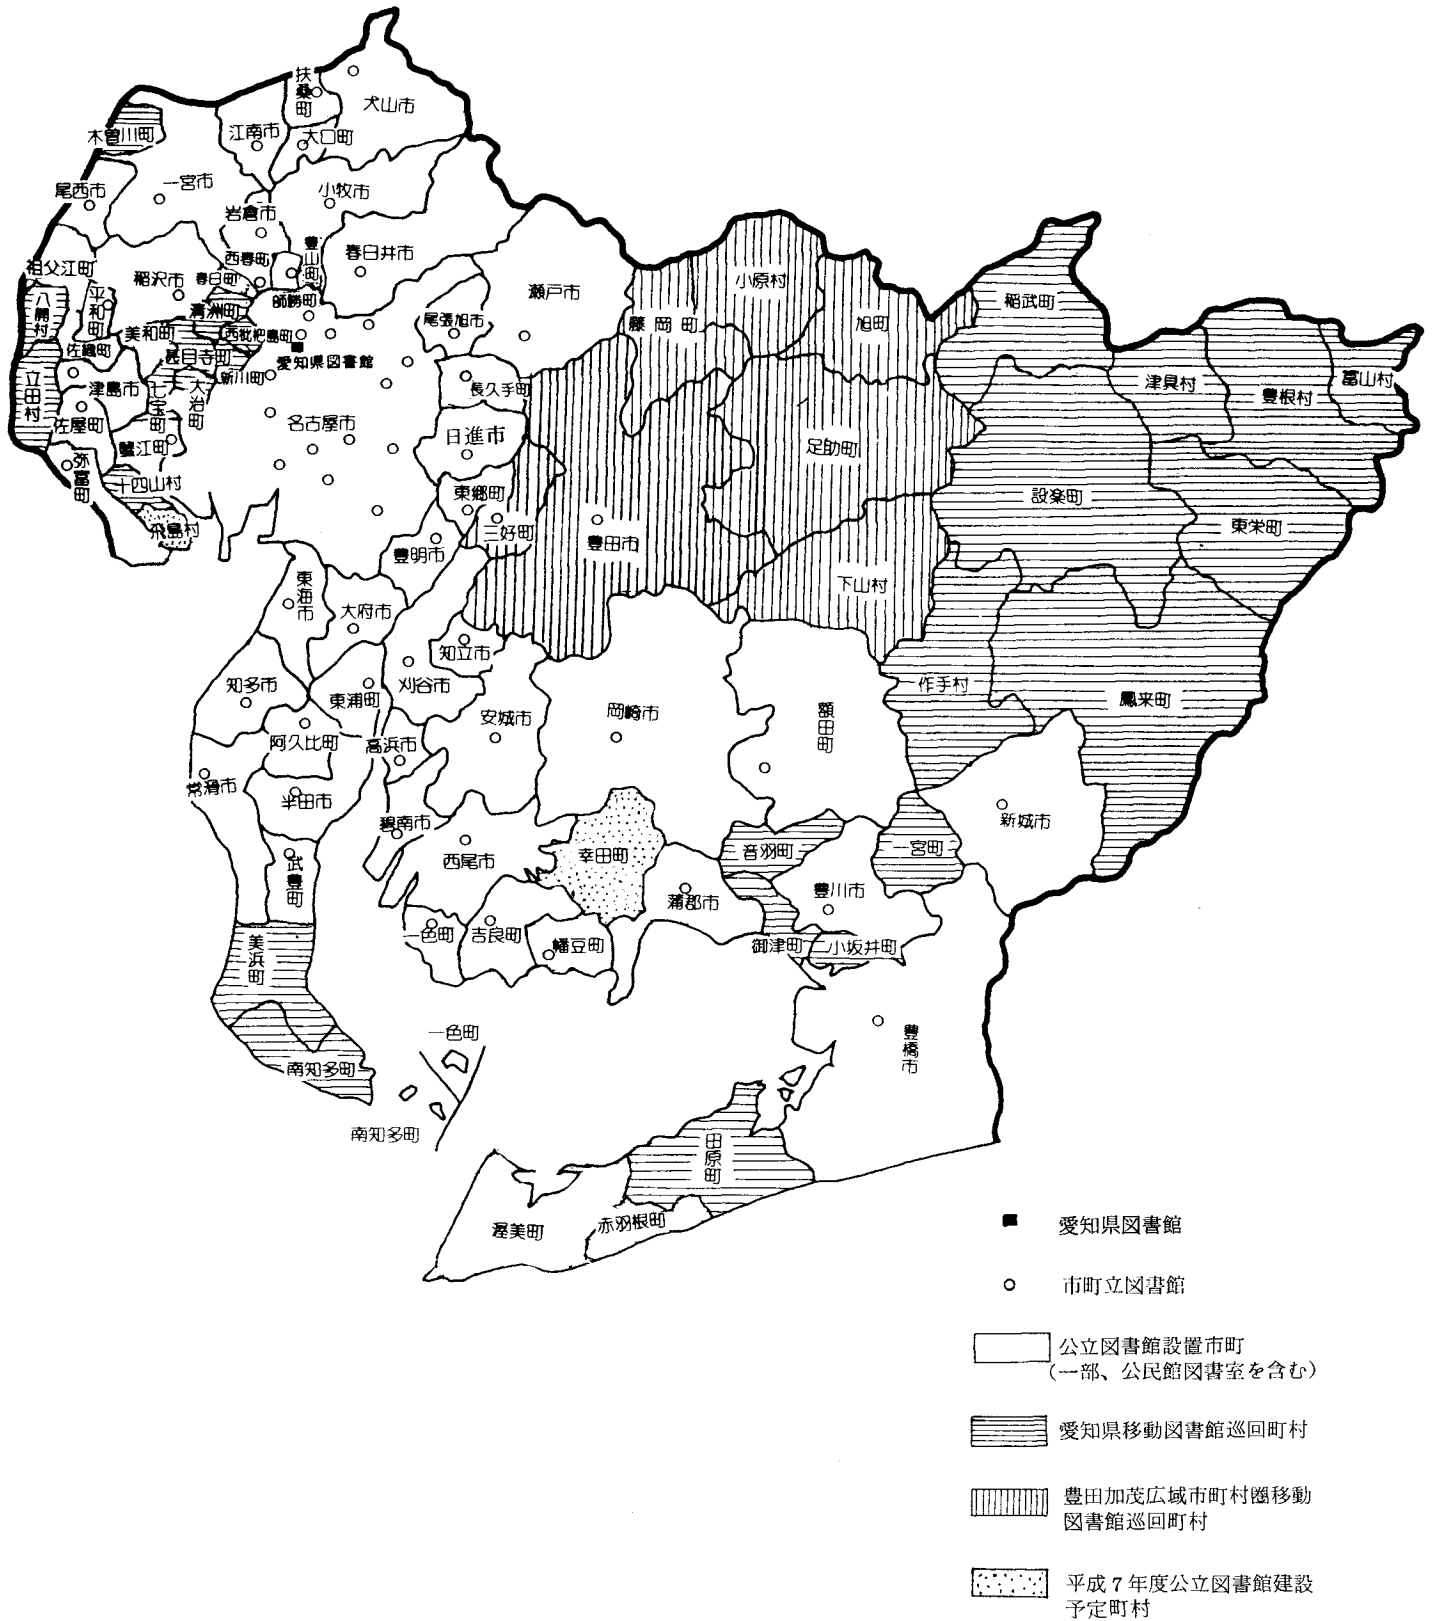 扶桑町
犬山市
木曽川町
江南市
大口町
尾西市
一宮市
小牧市
岩倉市
西春町
豊山町
春日井市
祖父江町
稲沢市
春日町
師勝町
瀬戸市
小原村
稲武町
八開村
平和町
清洲町
尾張旭市
藤岡町
旭町
美和町
西枇杷島町
佐織町
甚目寺町
愛知県図書館
新川町
立田村
津島市
七宝町
大治町
長久手町
津具村
豊根村
富山村
佐屋町
名古屋市
日進市
蟹江町
足助町
弥富町
十四山村
東郷町
設楽町
飛島村
三好町
豊田市
東栄町
豊明市
東海市
大府市
下山村
知立市
知多市
東浦町
刈谷市
作手村
鳳来町
阿久比町
高浜市
安城市
岡崎市
額田町
常滑市
半田市
碧南市
新城市
西尾市
幸田町
音羽町
一宮町
武豊町
蒲郡市
豊川市
一色町
吉良町
幡豆町
御津町
小坂井町
美浜町
一色町
豊橋市
南知多町
南知多町
田原町
渥美町
赤羽根町
愛知県図書館
市町立図書館
公立図書館設置市町
(一部、公民館図書室を含む)
愛知県移動図書館巡回町村
豊田加茂広域市町村圏移動
図書館巡回町村
平成7年度公立図書館建設
予定町村